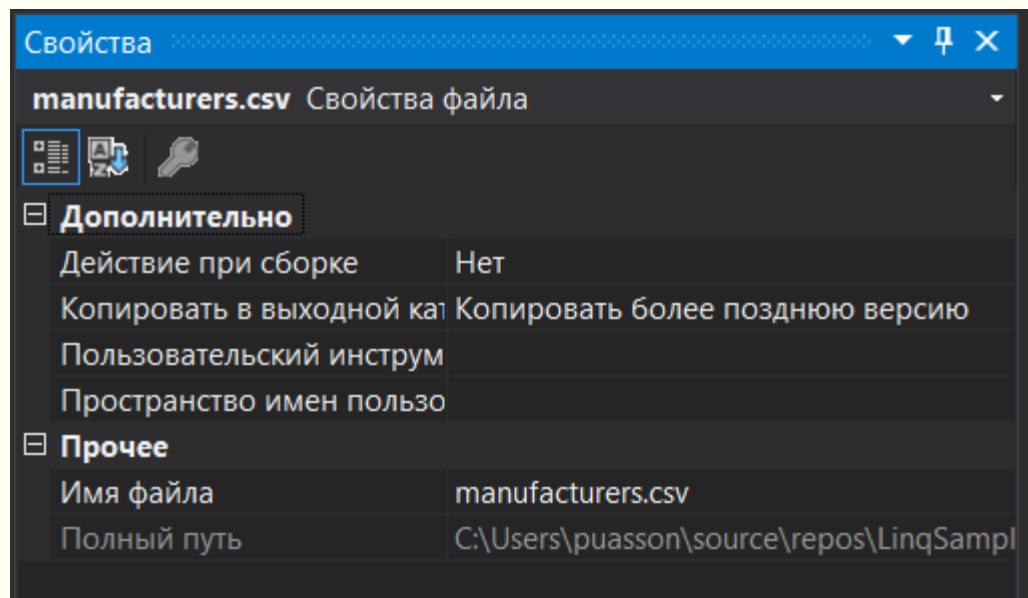 Свойства
manufacturers.csv Свойства файла
Дополнительно
Действие при сборке Нет
Копировать в выходной кат Копировать более позднюю версию
Пользовательский инструм
Пространство имен пользо
Прочее
Имя файла manufacturers.csv
Полный путь C:\Users\puasson\source\repos\LinqSampl